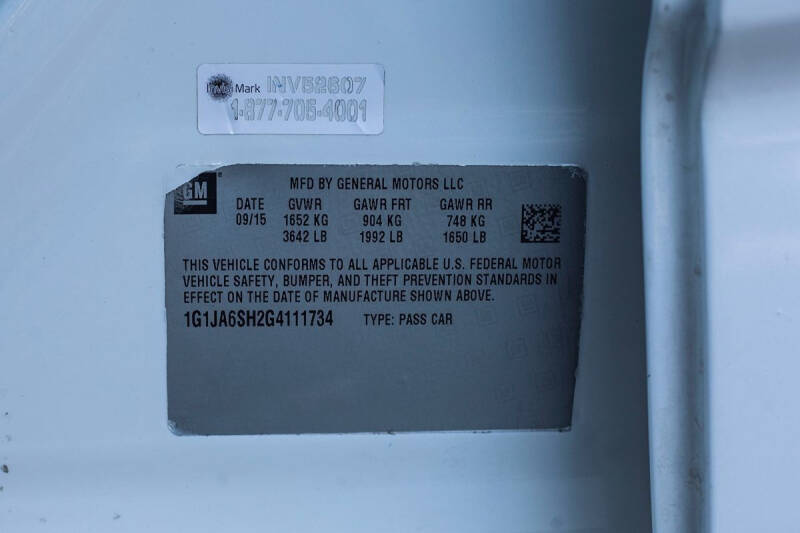 InVis Mark INV52607
1-877-705-4001
GM
MFD BY GENERAL MOTORS LLC
DATE GVWR GAWR FRT GAWR RR
09/15 1652 KG 904 KG 748 KG
3642 LB 1992 LB 1650 LB
THIS VEHICLE CONFORMS TO ALL APPLICABLE U.S. FEDERAL MOTOR
VEHICLE SAFETY, BUMPER, AND THEFT PREVENTION STANDARDS IN
EFFECT ON THE DATE OF MANUFACTURE SHOWN ABOVE.
1G1JA6SH2G4111734 TYPE: PASS CAR